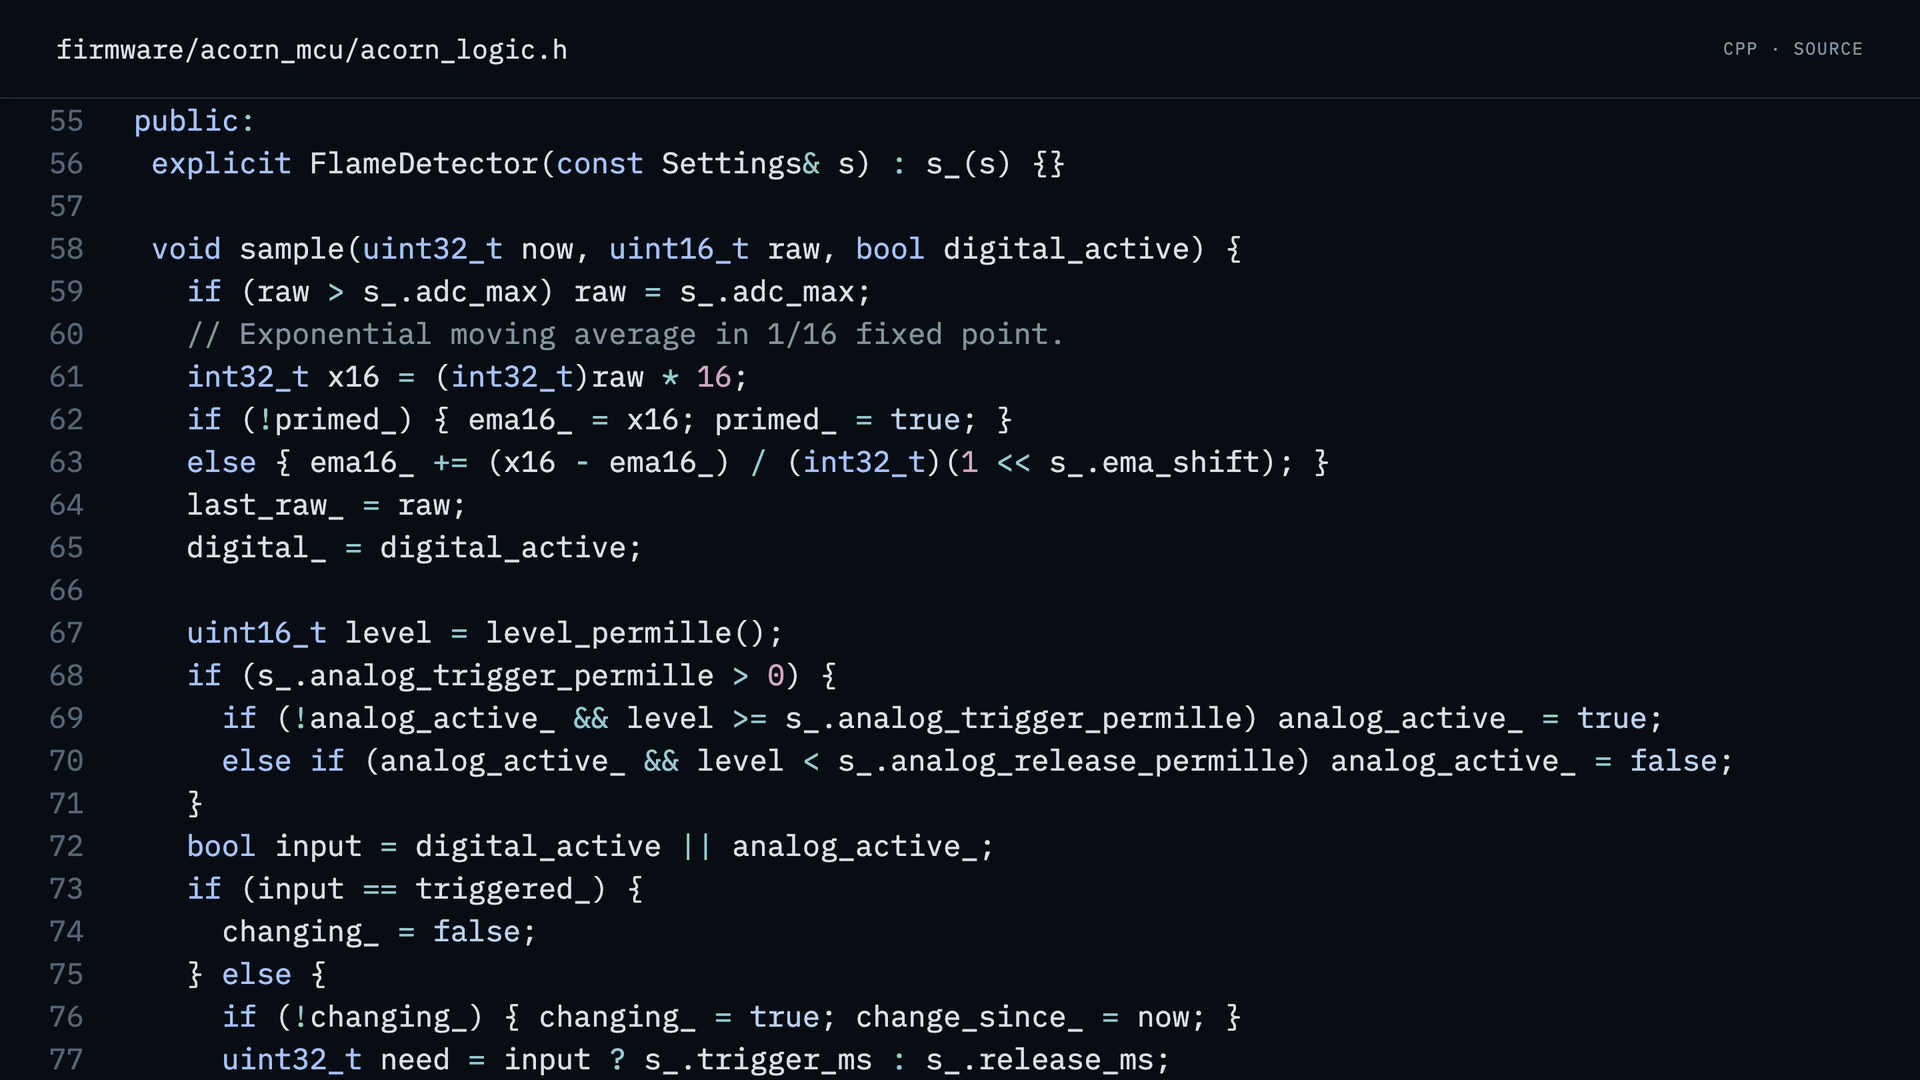 firmware/acorn_mcu/acorn_logic.h
CPP · SOURCE
55 public:
56 explicit FlameDetector(const Settings& s) : s_(s) {}
57
58 void sample(uint32_t now, uint16_t raw, bool digital_active) {
59 if (raw > s_.adc_max) raw = s_.adc_max;
60 // Exponential moving average in 1/16 fixed point.
61 int32_t x16 = (int32_t)raw * 16;
62 if (!primed_) { ema16_ = x16; primed_ = true; }
63 else { ema16_ += (x16 - ema16_) / (int32_t)(1 << s_.ema_shift); }
64 last_raw_ = raw;
65 digital_ = digital_active;
66
67 uint16_t level = level_permille();
68 if (s_.analog_trigger_permille > 0) {
69 if (!analog_active_ && level >= s_.analog_trigger_permille) analog_active_ = true;
70 else if (analog_active_ && level < s_.analog_release_permille) analog_active_ = false;
71 }
72 bool input = digital_active || analog_active_;
73 if (input == triggered_) {
74 changing_ = false;
75 } else {
76 if (!changing_) { changing_ = true; change_since_ = now; }
77 uint32_t need = input ? s_.trigger_ms : s_.release_ms;